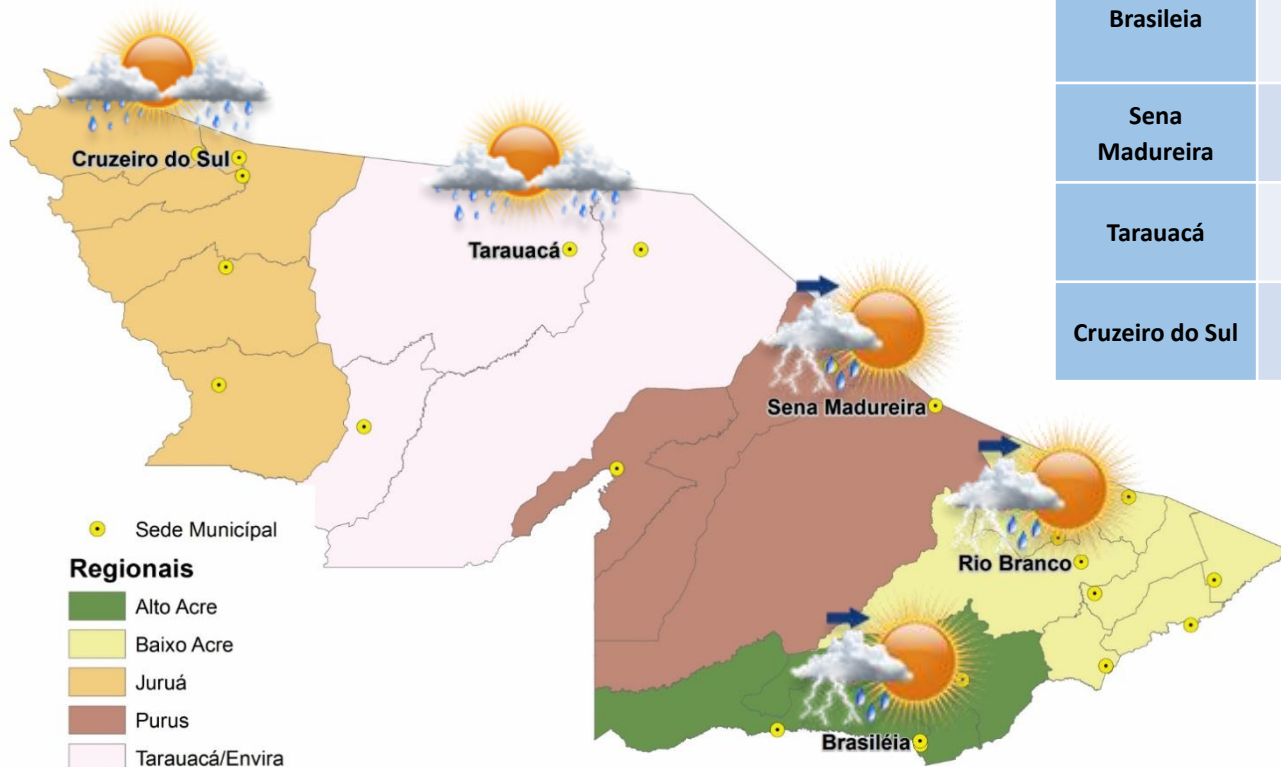 Brasileia
Sena
Madureira
Tarauacá
Cruzeiro do Sul
Cruzeiro do Sul
Tarauacá
Sena Madureira
Rio Branco
Brasiléia
Sede Municípal
Regionais
Alto Acre
Baixo Acre
Juruá
Purus
Tarauacá/Envira